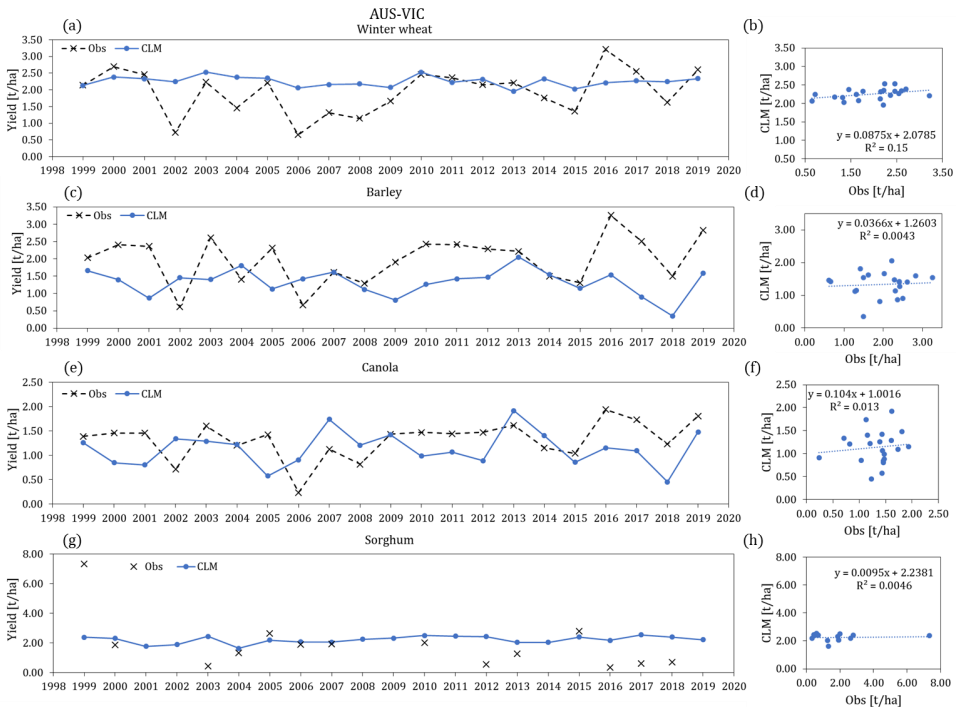 AUS-VIC
(a)
Winter wheat
(b)
Yield [t/ha]
3.50
3.00
2.50
2.00
1.50
1.00
0.50
0.00
Obs CLM
1998 1999 2000 2001 2002 2003 2004 2005 2006 2007 2008 2009 2010 2011 2012 2013 2014 2015 2016 2017 2018 2019 2020
CLM [t/ha]
3.50
3.00
2.50
2.00
1.50
1.00
0.50
y = 0.0875x + 2.0785
R² = 0.15
0.50 1.50 2.50 3.50
Obs [t/ha]
(c)
Barley
(d)
Yield [t/ha]
3.50
3.00
2.50
2.00
1.50
1.00
0.50
0.00
Obs CLM
1998 1999 2000 2001 2002 2003 2004 2005 2006 2007 2008 2009 2010 2011 2012 2013 2014 2015 2016 2017 2018 2019 2020
CLM [t/ha]
3.00
2.00
1.00
0.00
y = 0.0366x + 1.2603
R² = 0.0043
0.00 1.00 2.00 3.00
Obs [t/ha]
(e)
Canola
(f)
Yield [t/ha]
2.50
2.00
1.50
1.00
0.50
0.00
Obs CLM
1998 1999 2000 2001 2002 2003 2004 2005 2006 2007 2008 2009 2010 2011 2012 2013 2014 2015 2016 2017 2018 2019 2020
CLM [t/ha]
2.50
2.00
1.50
1.00
0.50
0.00
y = 0.104x + 1.0016
R² = 0.013
0.00 0.50 1.00 1.50 2.00 2.50
Obs [t/ha]
(g)
Sorghum
(h)
Yield [t/ha]
8.00
6.00
4.00
2.00
0.00
Obs CLM
1998 1999 2000 2001 2002 2003 2004 2005 2006 2007 2008 2009 2010 2011 2012 2013 2014 2015 2016 2017 2018 2019 2020
CLM [t/ha]
8.00
6.00
4.00
2.00
0.00
y = 0.0095x + 2.2381
R² = 0.0046
0.00 2.00 4.00 6.00 8.00
Obs [t/ha]